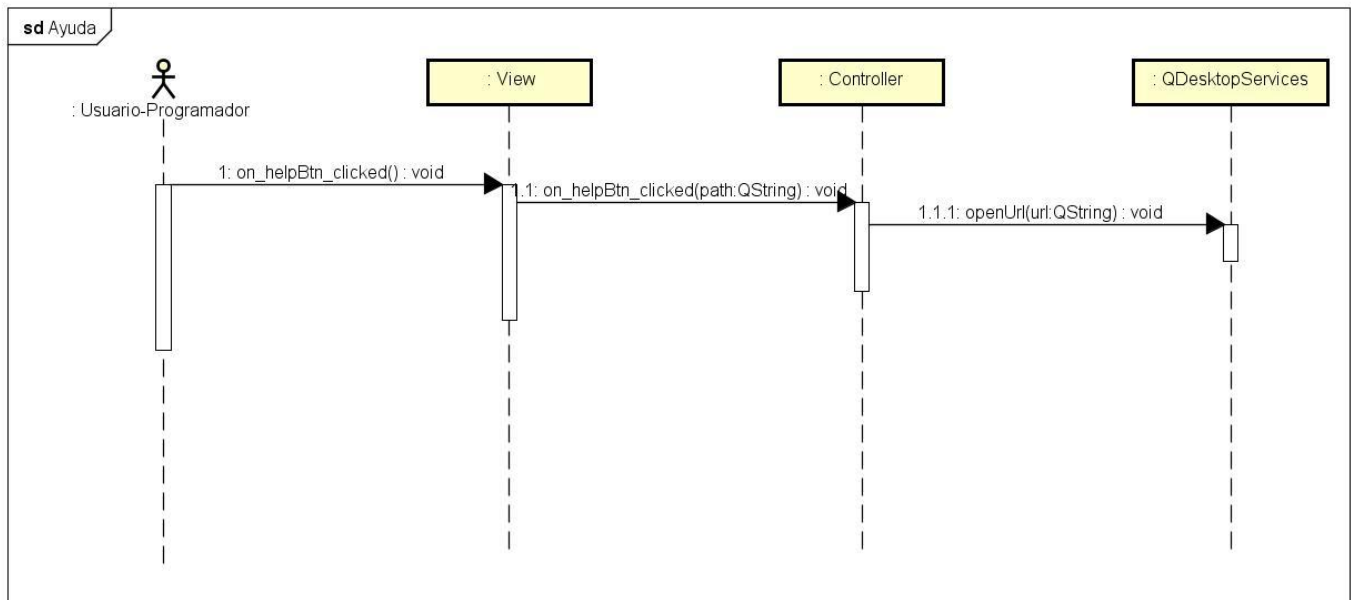 sd Ayuda
: Usuario-Programador
: View
: Controller
: QDesktopServices
1: on_helpBtn_clicked() : void
1.1: on_helpBtn_clicked(path:QString) : void
1.1.1: openUrl(url:QString) : void